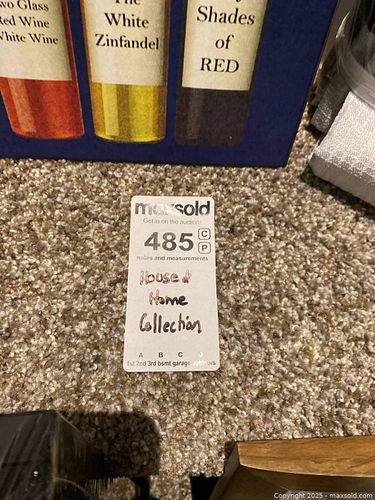 Two Glass
Red Wine
White Wine
The
White
Zinfandel
Shades
of
RED
maxsold
Get in on the auction!
485
C
P
notes and measurements
House &
Home
Collection
A B C
1st 2nd 3rd bsmt garage
Copyright 2025 - maxsold.com